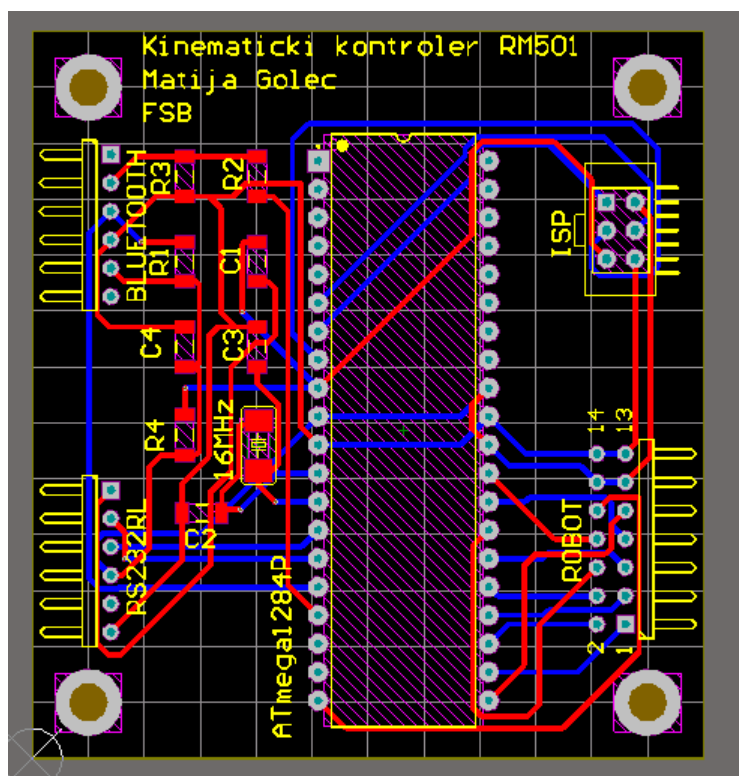 Kinematicki kontroler RM501
Matija Golec
FSB
BLUETOOTH
R3
R2
R1
C1
C4
C3
R4
16MHz
C2
RS232RL
ATmega1284P
ISP
14
13
ROBOT
2
1